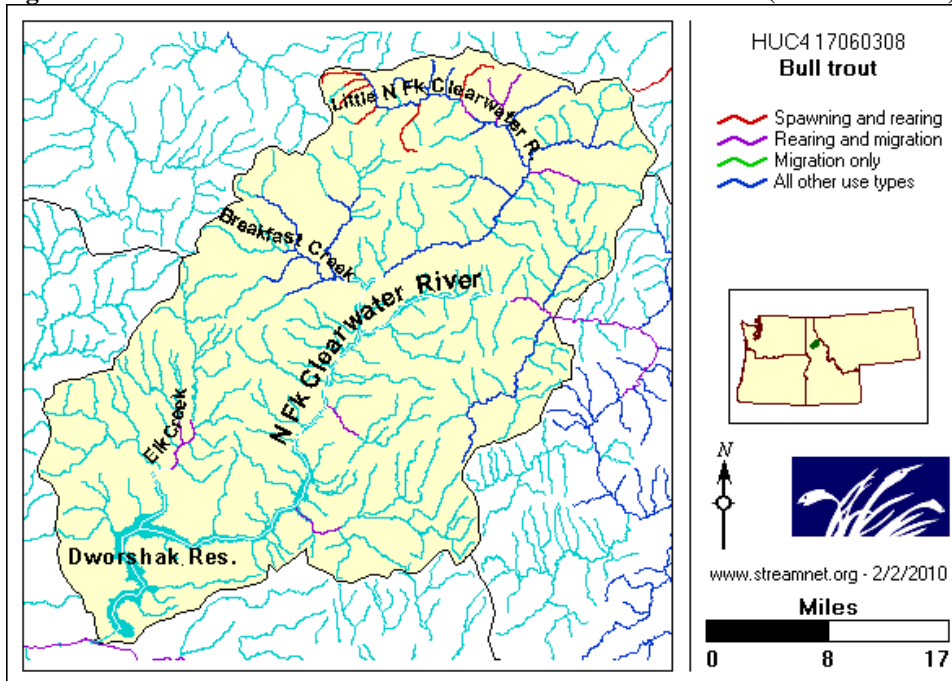 HUC4 17060308
Bull trout
Spawning and rearing
Rearing and migration
Migration only
All other use types
Little N Fk Clearwater R.
Breakfast Creek
N Fk Clearwater River
Elk Creek
Dworshak Res.
N
www.streamnet.org - 2/2/2010
Miles
0 8 17